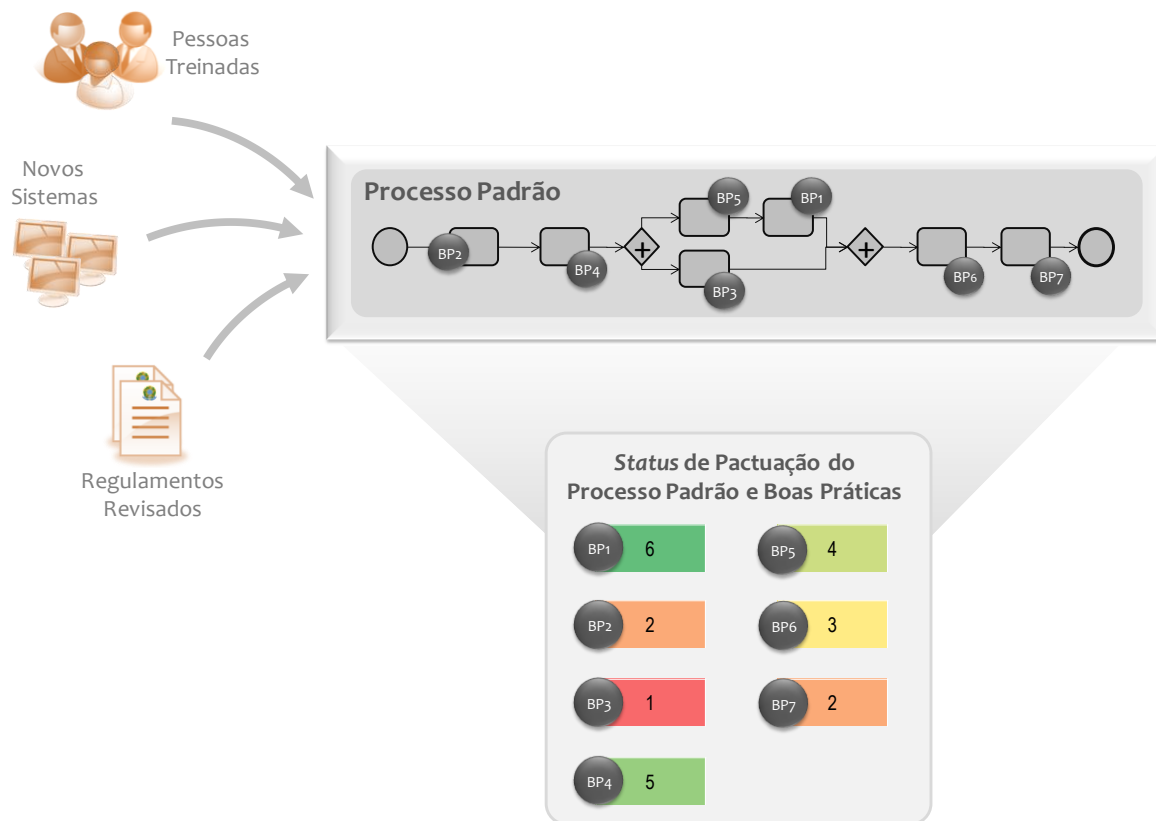 Pessoas
Treinadas
Novos
Sistemas
Regulamentos
Revisados
Processo Padrão
BP2
BP4
BP5
BP1
BP3
BP6
BP7
Status de Pactuação do
Processo Padrão e Boas Práticas
BP1 6
BP5 4
BP2 2
BP6 3
BP3 1
BP7 2
BP4 5